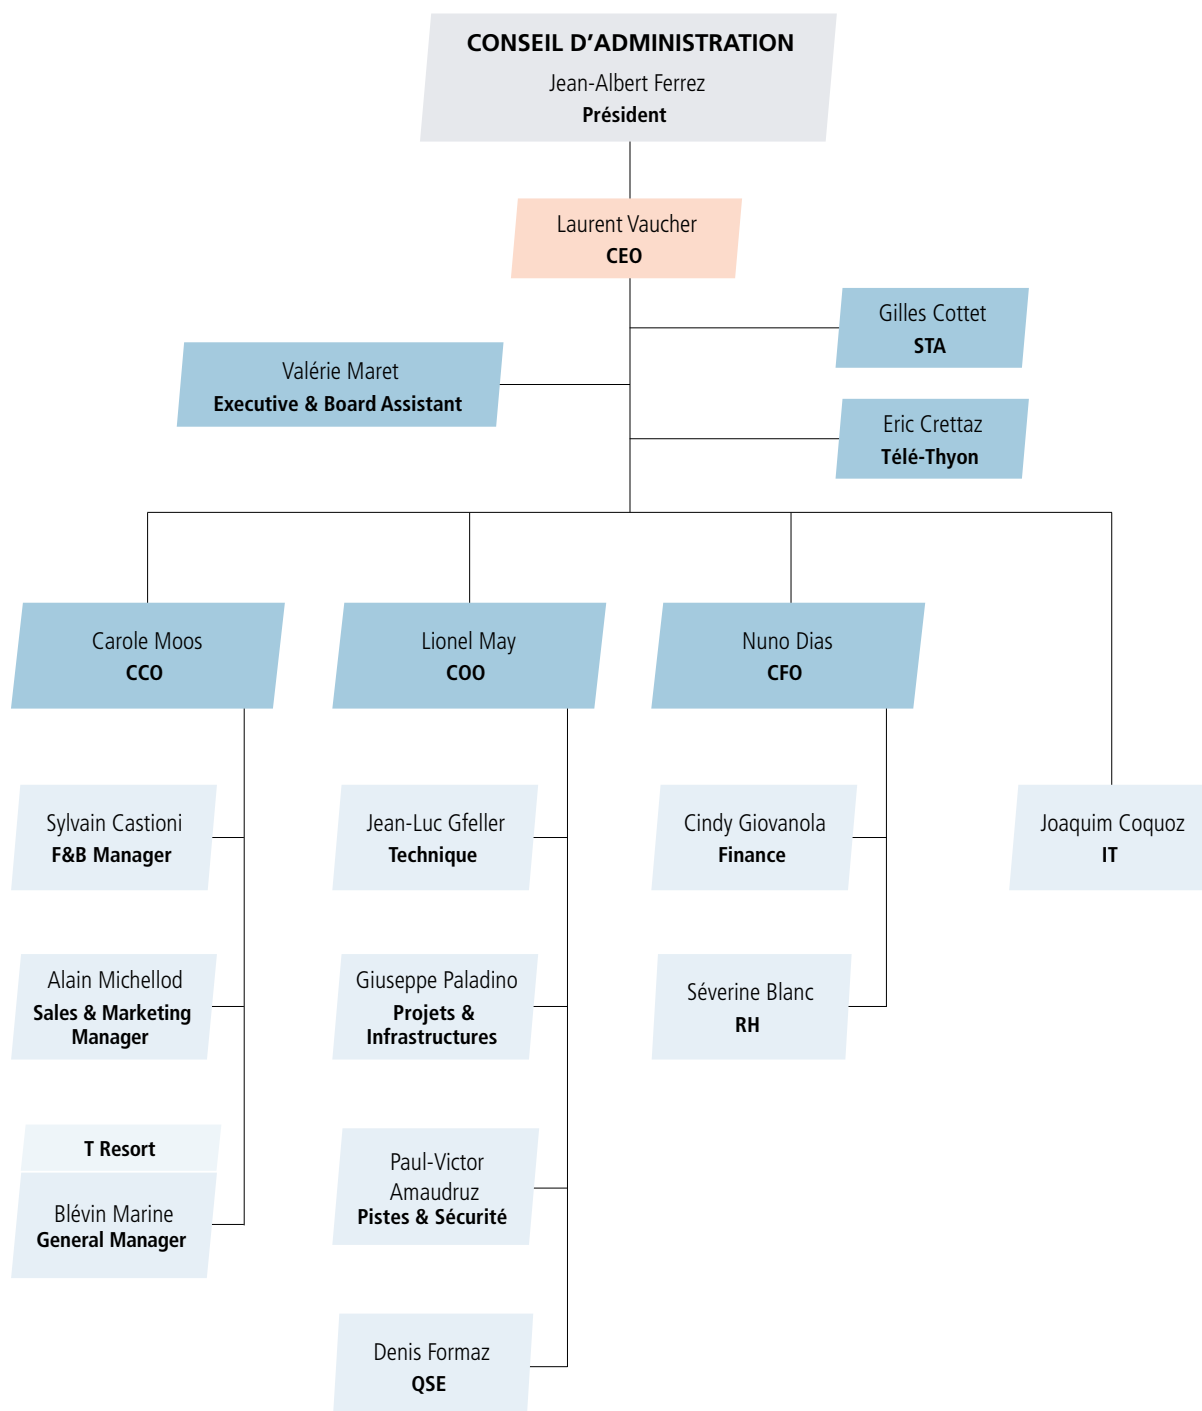 CONSEIL D’ADMINISTRATION
Jean-Albert Ferrez
Président
Laurent Vaucher
CEO
Gilles Cottet
STA
Valérie Maret
Executive & Board Assistant
Eric Crettaz
Télé-Thyon
Carole Moos
CCO
Lionel May
COO
Nuno Dias
CFO
Sylvain Castioni
F&B Manager
Jean-Luc Gfeller
Technique
Cindy Giovanola
Finance
Joaquim Coquoz
IT
Alain Michellod
Sales & Marketing
Manager
Giuseppe Paladino
Projets &
Infrastructures
Séverine Blanc
RH
T Resort
Blévin Marine
General Manager
Paul-Victor
Amaudruz
Pistes & Sécurité
Denis Formaz
QSE